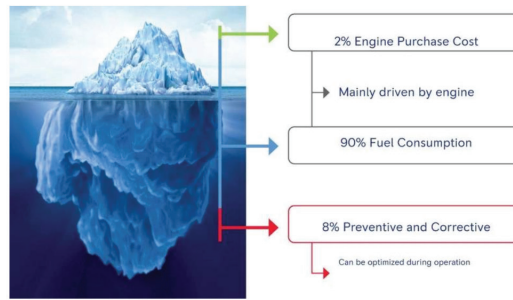 2% Engine Purchase Cost
Mainly driven by engine
90% Fuel Consumption
8% Preventive and Corrective
Can be optimized during operation